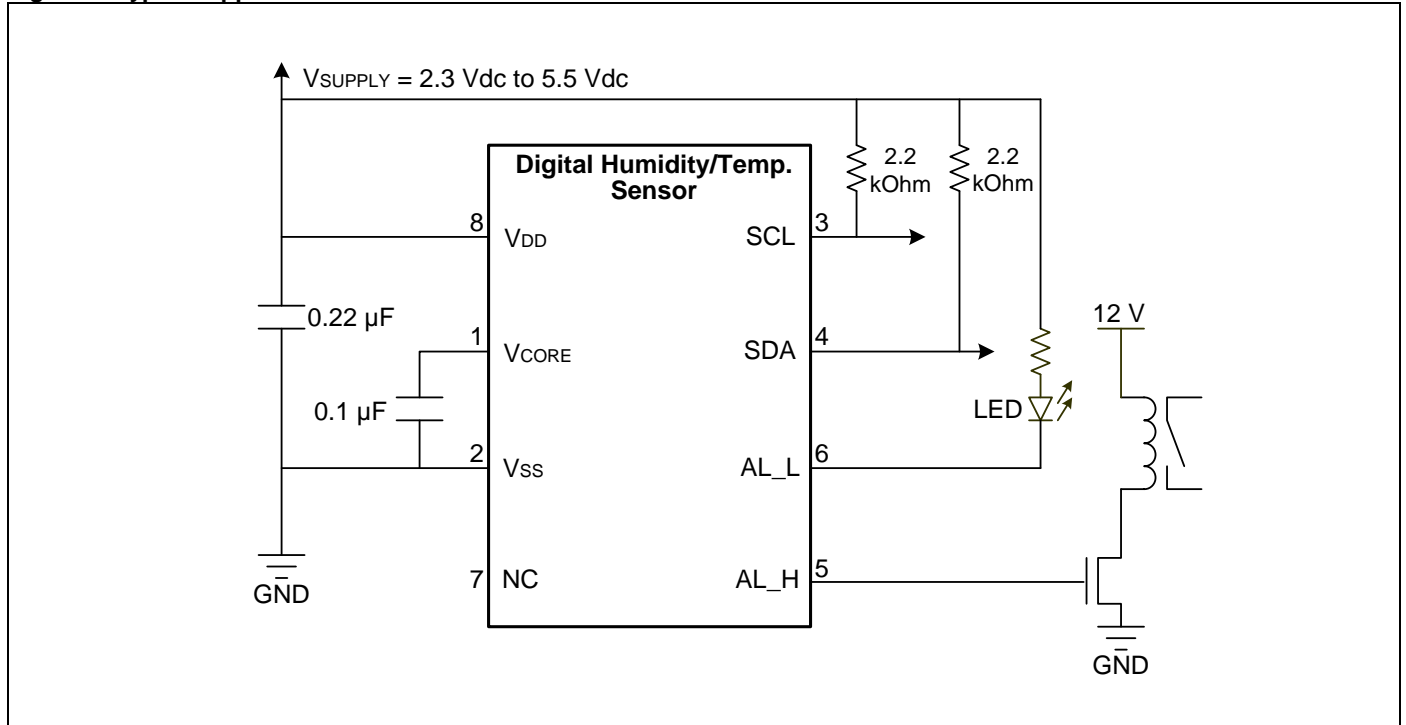 VSUPPLY = 2.3 Vdc to 5.5 Vdc
Digital Humidity/Temp.
Sensor
2.2
kOhm
2.2
kOhm
8
VDD
SCL
3
0.22 µF
1
VCORE
SDA
4
12 V
0.1 µF
LED
2
VSS
AL_L
6
GND
7
NC
AL_H
5
GND